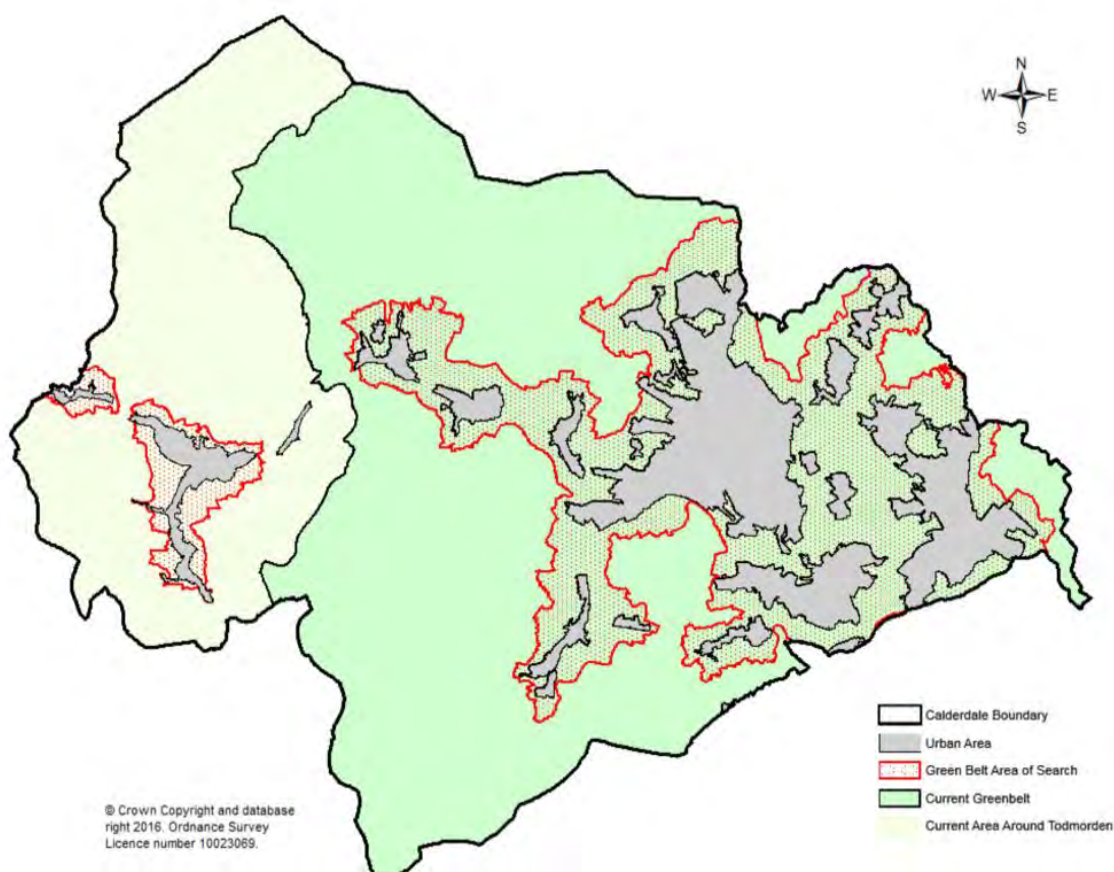 N
W E
S
Calderdale Boundary
Urban Area
Green Belt Area of Search
Current Greenbelt
Current Area Around Todmorden
© Crown Copyright and database
right 2016. Ordnance Survey
Licence number 10023069.